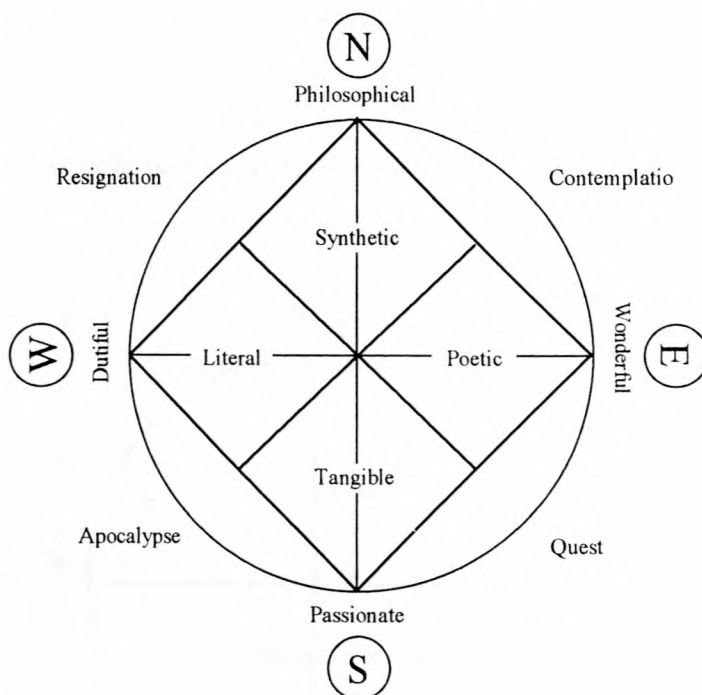 N
Philosophical
Resignation
Contemplatio
Synthetic
W
Dutiful
Literal
Poetic
Wonderful
E
Tangible
Apocalypse
Quest
Passionate
S